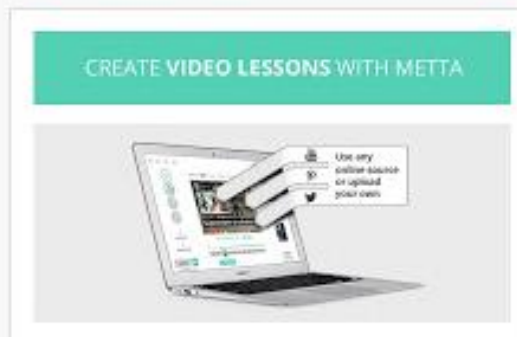 CREATE VIDEO LESSONS WITH METTA
Use any
online source
or upload
your own